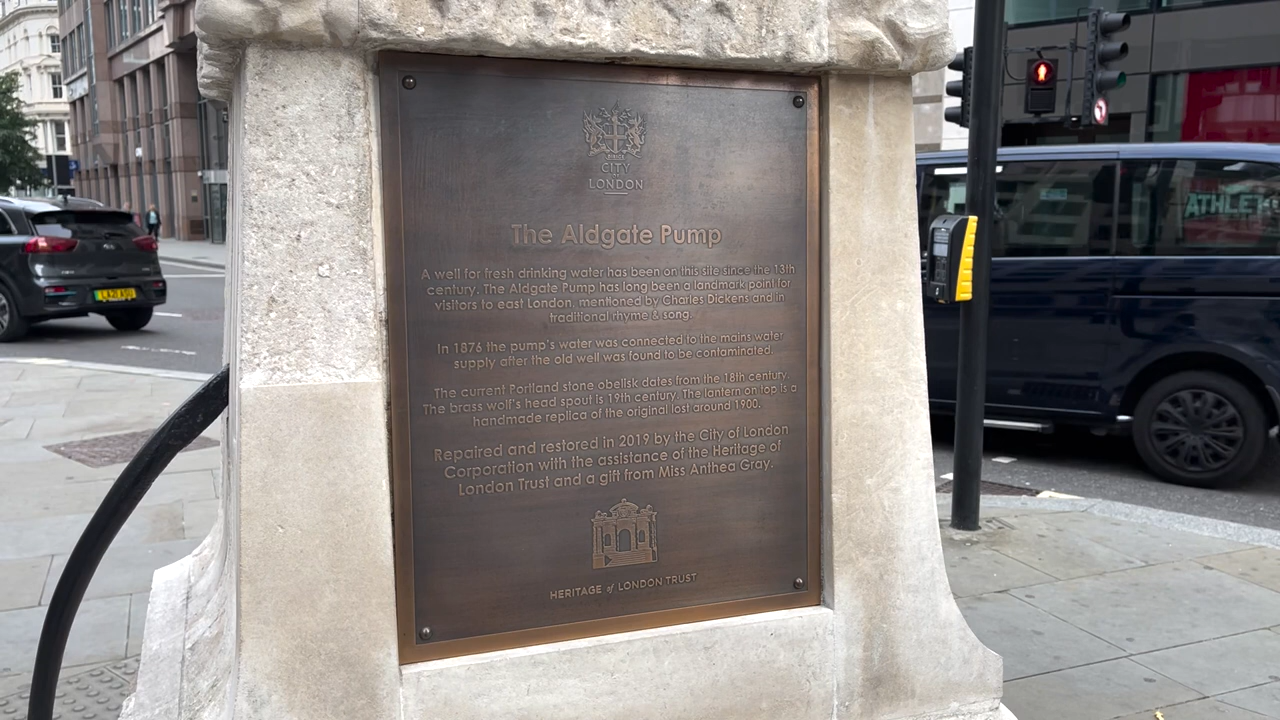 CITY
LONDON
The Aldgate Pump
A well for fresh drinking water has been on this site since the 13th
century. The Aldgate Pump has long been a landmark point for
visitors to east London, mentioned by Charles Dickens and in
traditional rhyme & song.
In 1876 the pump's water was connected to the mains water
supply after the old well was found to be contaminated.
The current Portland stone obelisk dates from the 18th century.
The brass wolf's head spout is 19th century. The lantern on top is a
handmade replica of the original lost around 1900.
Repaired and restored in 2019 by the City of London
Corporation with the assistance of the Heritage of
London Trust and a gift from Miss Anthea Gray.
HERITAGE of LONDON TRUST
ATHLET